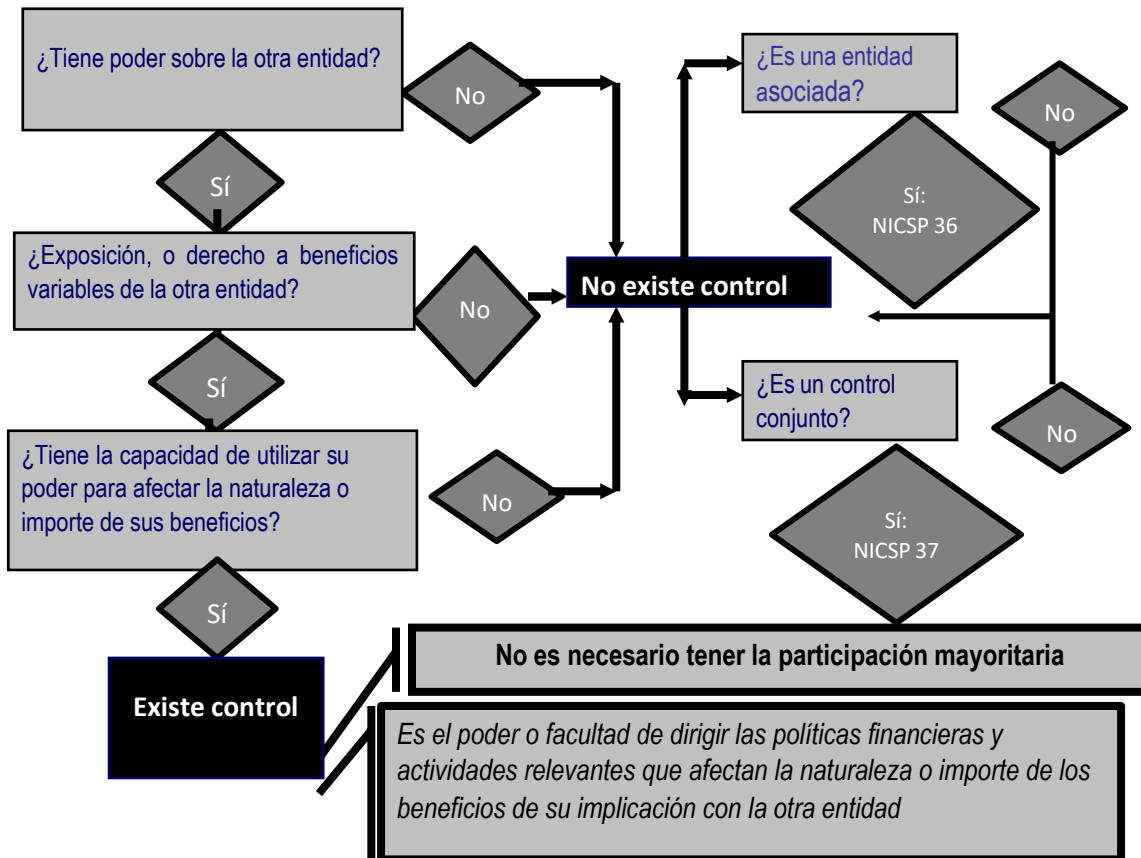 ¿Tiene poder sobre la otra entidad?
No
Sí
¿Exposición, o derecho a beneficios
variables de la otra entidad?
No
Sí
¿Tiene la capacidad de utilizar su
poder para afectar la naturaleza o
importe de sus beneficios?
No
Sí
Existe control
No existe control
¿Es una entidad
asociada?
No
Sí:
NICSP 36
¿Es un control
conjunto?
No
Sí:
NICSP 37
No es necesario tener la participación mayoritaria
Es el poder o facultad de dirigir las políticas financieras y
actividades relevantes que afectan la naturaleza o importe de los
beneficios de su implicación con la otra entidad